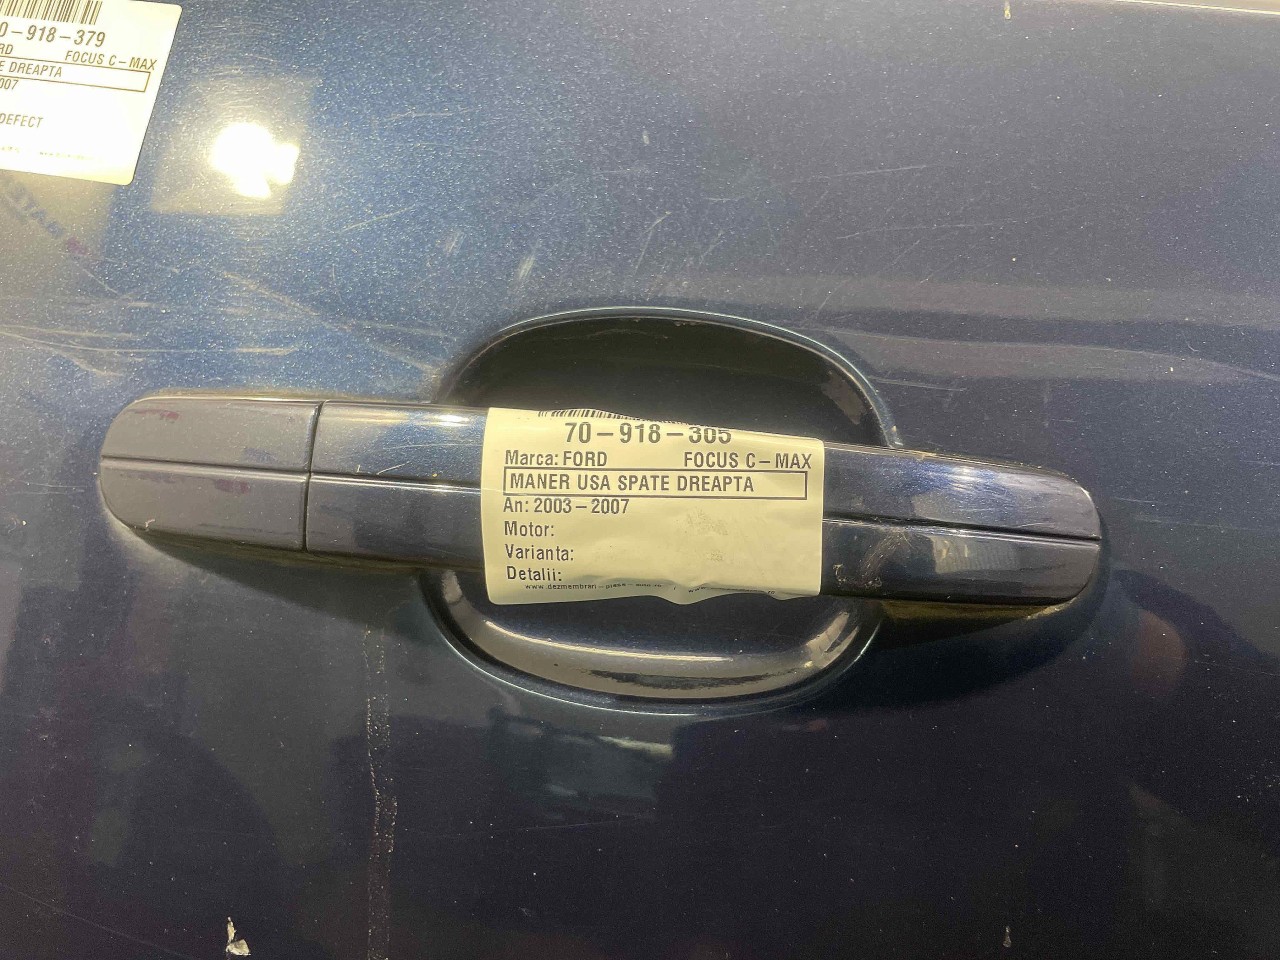 0-918-379
RD FOCUS C-MAX
E DREAPTA
007
DEFECT
70-918-305
Marca: FORD FOCUS C-MAX
MANER USA SPATE DREAPTA
An: 2003-2007
Motor:
Varianta:
Detalii: